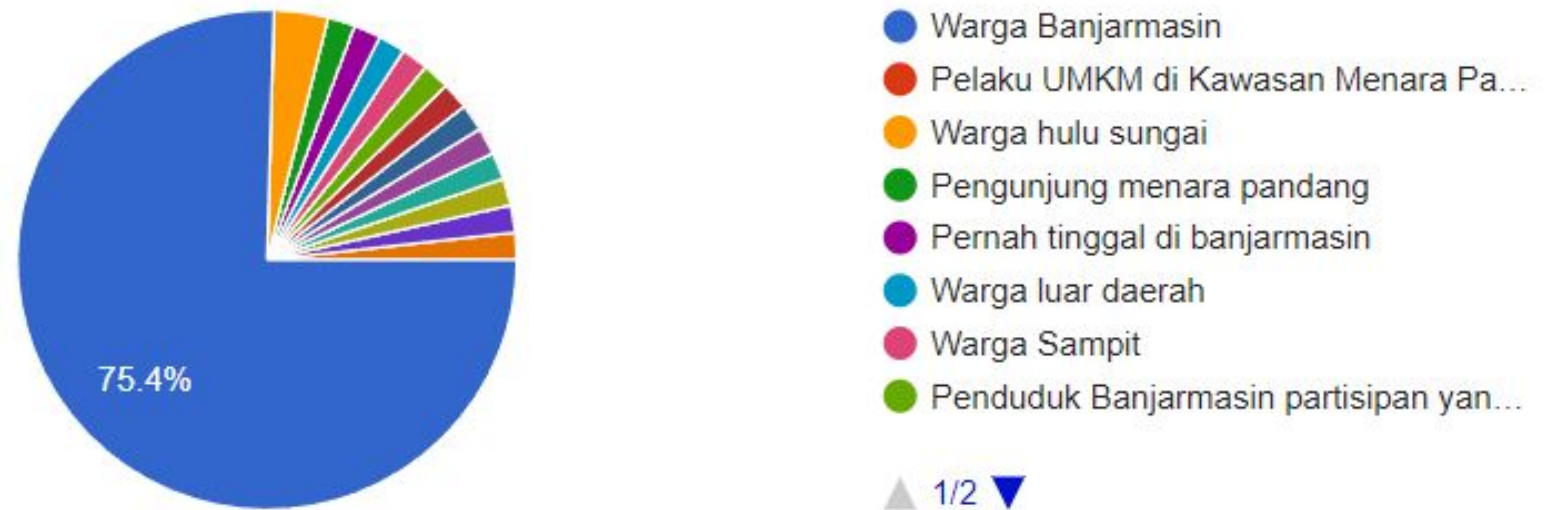 75.4%
Warga Banjarmasin
Pelaku UMKM di Kawasan Menara Pa...
Warga hulu sungai
Pengunjung menara pandang
Pernah tinggal di banjarmasin
Warga luar daerah
Warga Sampit
Penduduk Banjarmasin partisipan yan...
1/2